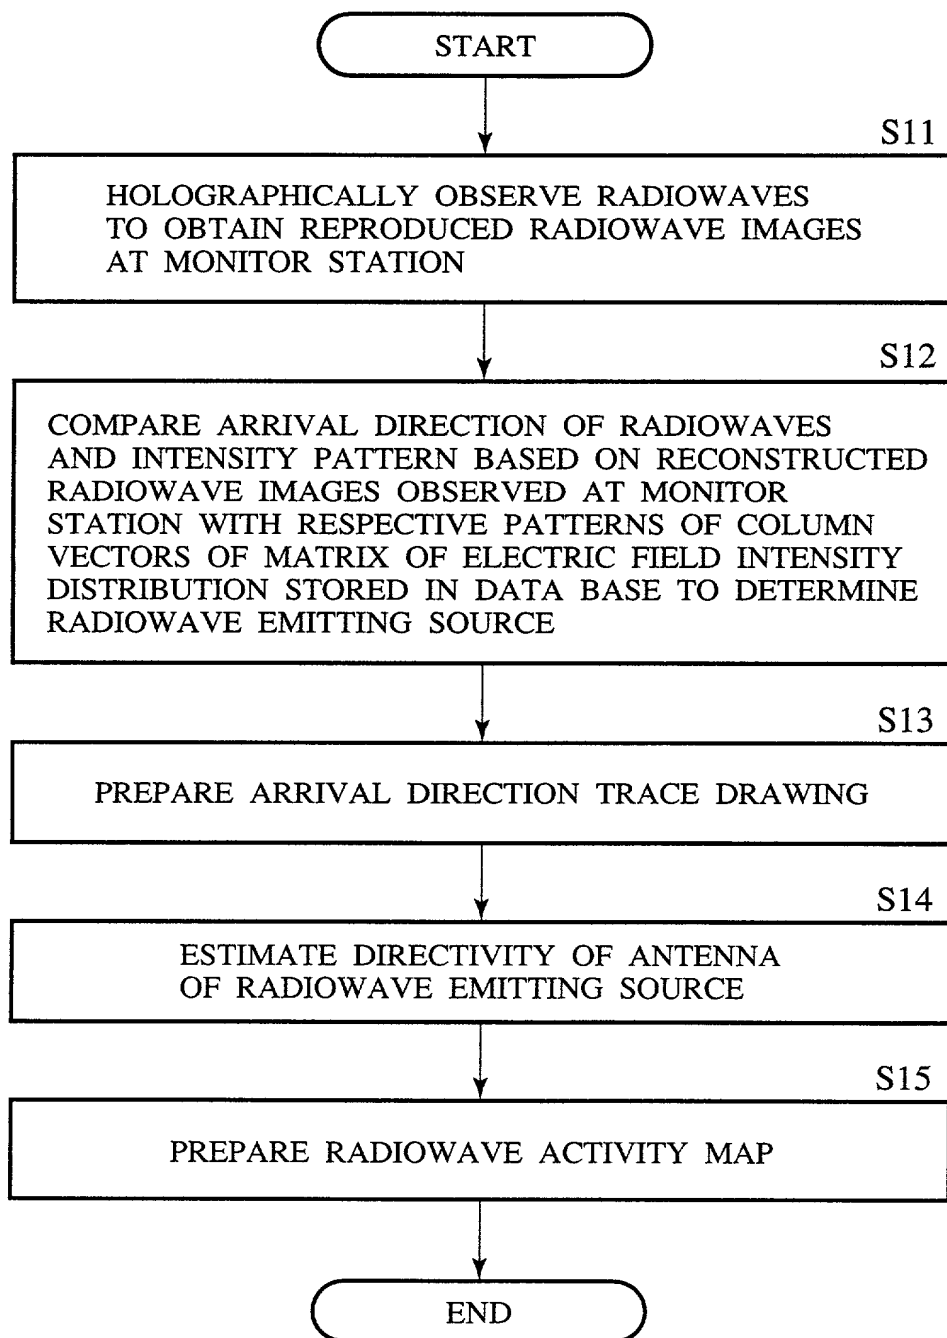 START
S11
HOLOGRAPHICALLY OBSERVE RADIOWAVES
TO OBTAIN REPRODUCED RADIOWAVE IMAGES
AT MONITOR STATION
S12
COMPARE ARRIVAL DIRECTION OF RADIOWAVES
AND INTENSITY PATTERN BASED ON RECONSTRUCTED
RADIOWAVE IMAGES OBSERVED AT MONITOR
STATION WITH RESPECTIVE PATTERNS OF COLUMN
VECTORS OF MATRIX OF ELECTRIC FIELD INTENSITY
DISTRIBUTION STORED IN DATA BASE TO DETERMINE
RADIOWAVE EMITTING SOURCE
S13
PREPARE ARRIVAL DIRECTION TRACE DRAWING
S14
ESTIMATE DIRECTIVITY OF ANTENNA
OF RADIOWAVE EMITTING SOURCE
S15
PREPARE RADIOWAVE ACTIVITY MAP
END